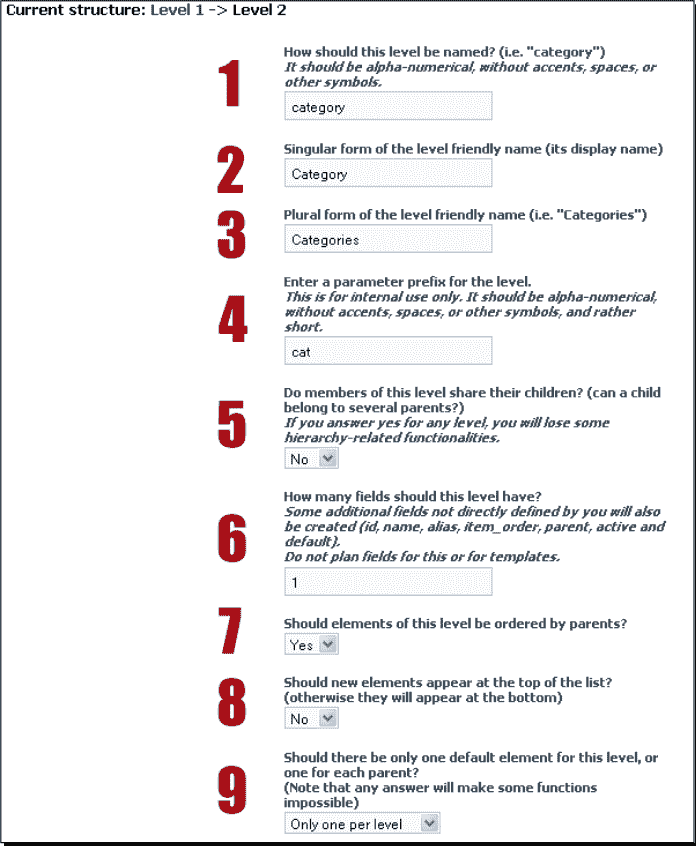 Current structure: Level 1 -> Level 2
1
How should this level be named? (i.e. "category")
It should be alpha-numerical, without accents, spaces, or
other symbols.
category
2
Singular form of the level friendly name (its display name)
Category
3
Plural form of the level friendly name (i.e. "Categories")
Categories
4
Enter a parameter prefix for the level.
This is for internal use only. It should be alpha-numerical,
without accents, spaces, or other symbols, and rather
short.
cat
5
Do members of this level share their children? (can a child
belong to several parents?)
If you answer yes for any level, you will lose some
hierarchy-related functionalities.
No
6
How many fields should this level have?
Some additional fields not directly defined by you will also
be created (id, name, alias, item_order, parent, active and
default).
Do not plan fields for this or for templates.
1
7
Should elements of this level be ordered by parents?
Yes
8
Should new elements appear at the top of the list?
(otherwise they will appear at the bottom)
No
9
Should there be only one default element for this level, or
one for each parent?
(Note that any answer will make some functions
impossible)
Only one per level